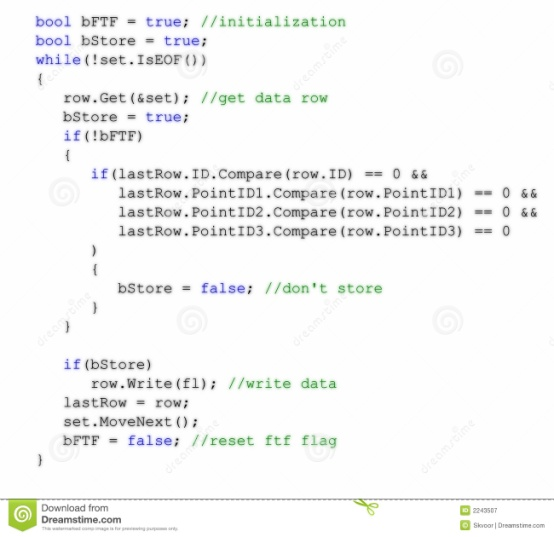 bool bFTF = true; //initialization
bool bStore = true;
while(!set.IsEOF())
{
row.Get(&set); //get data row
bStore = true;
if(!bFTF)
{
if(lastRow.ID.Compare(row.ID) == 0 &&
lastRow.PointID1.Compare(row.PointID1) == 0 &&
lastRow.PointID2.Compare(row.PointID2) == 0 &&
lastRow.PointID3.Compare(row.PointID3) == 0
)
{
bStore = false; //don't store
}
}
if(bStore)
row.Write(fl); //write data
lastRow = row;
set.MoveNext();
bFTF = false; //reset ftf flag
}
Download from
Dreamstime.com
This watermarked comp image is for previewing purposes only.
2243507
Skvoor | Dreamstime.com